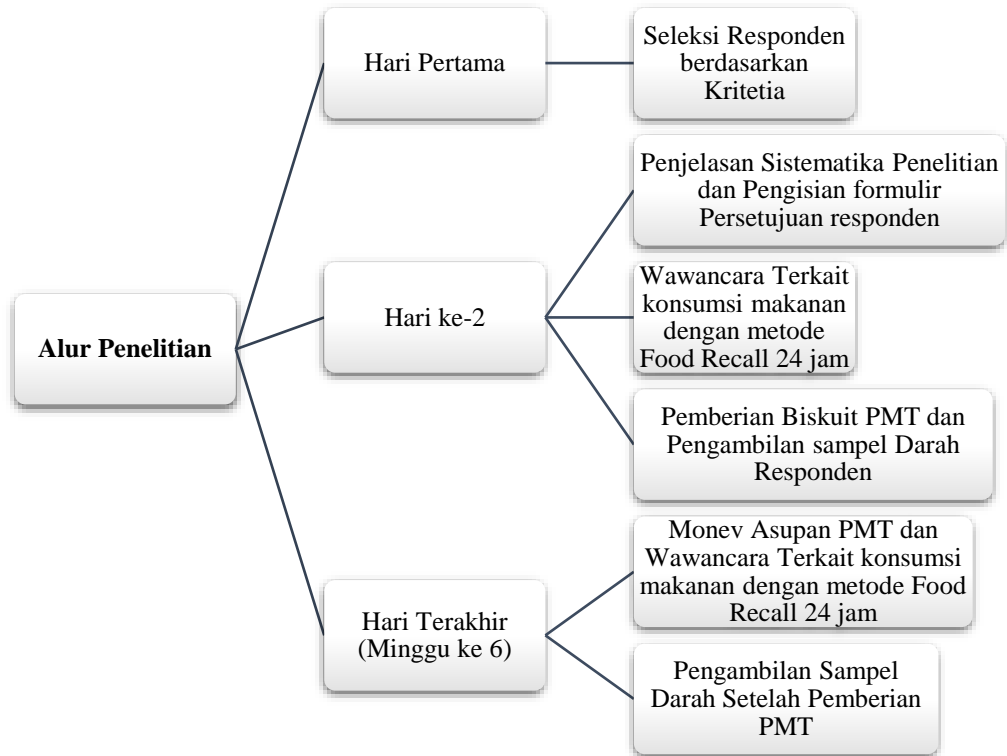 Alur Penelitian
Hari Pertama
Seleksi Responden
berdasarkan
Kritetia
Hari ke-2
Penjelasan Sistematika Penelitian
dan Pengisian formulir
Persetujuan responden
Wawancara Terkait
konsumsi makanan
dengan metode
Food Recall 24 jam
Pemberian Biskuit PMT dan
Pengambilan sampel Darah
Responden
Hari Terakhir
(Minggu ke 6)
Monev Asupan PMT dan
Wawancara Terkait konsumsi
makanan dengan metode Food
Recall 24 jam
Pengambilan Sampel
Darah Setelah Pemberian
PMT